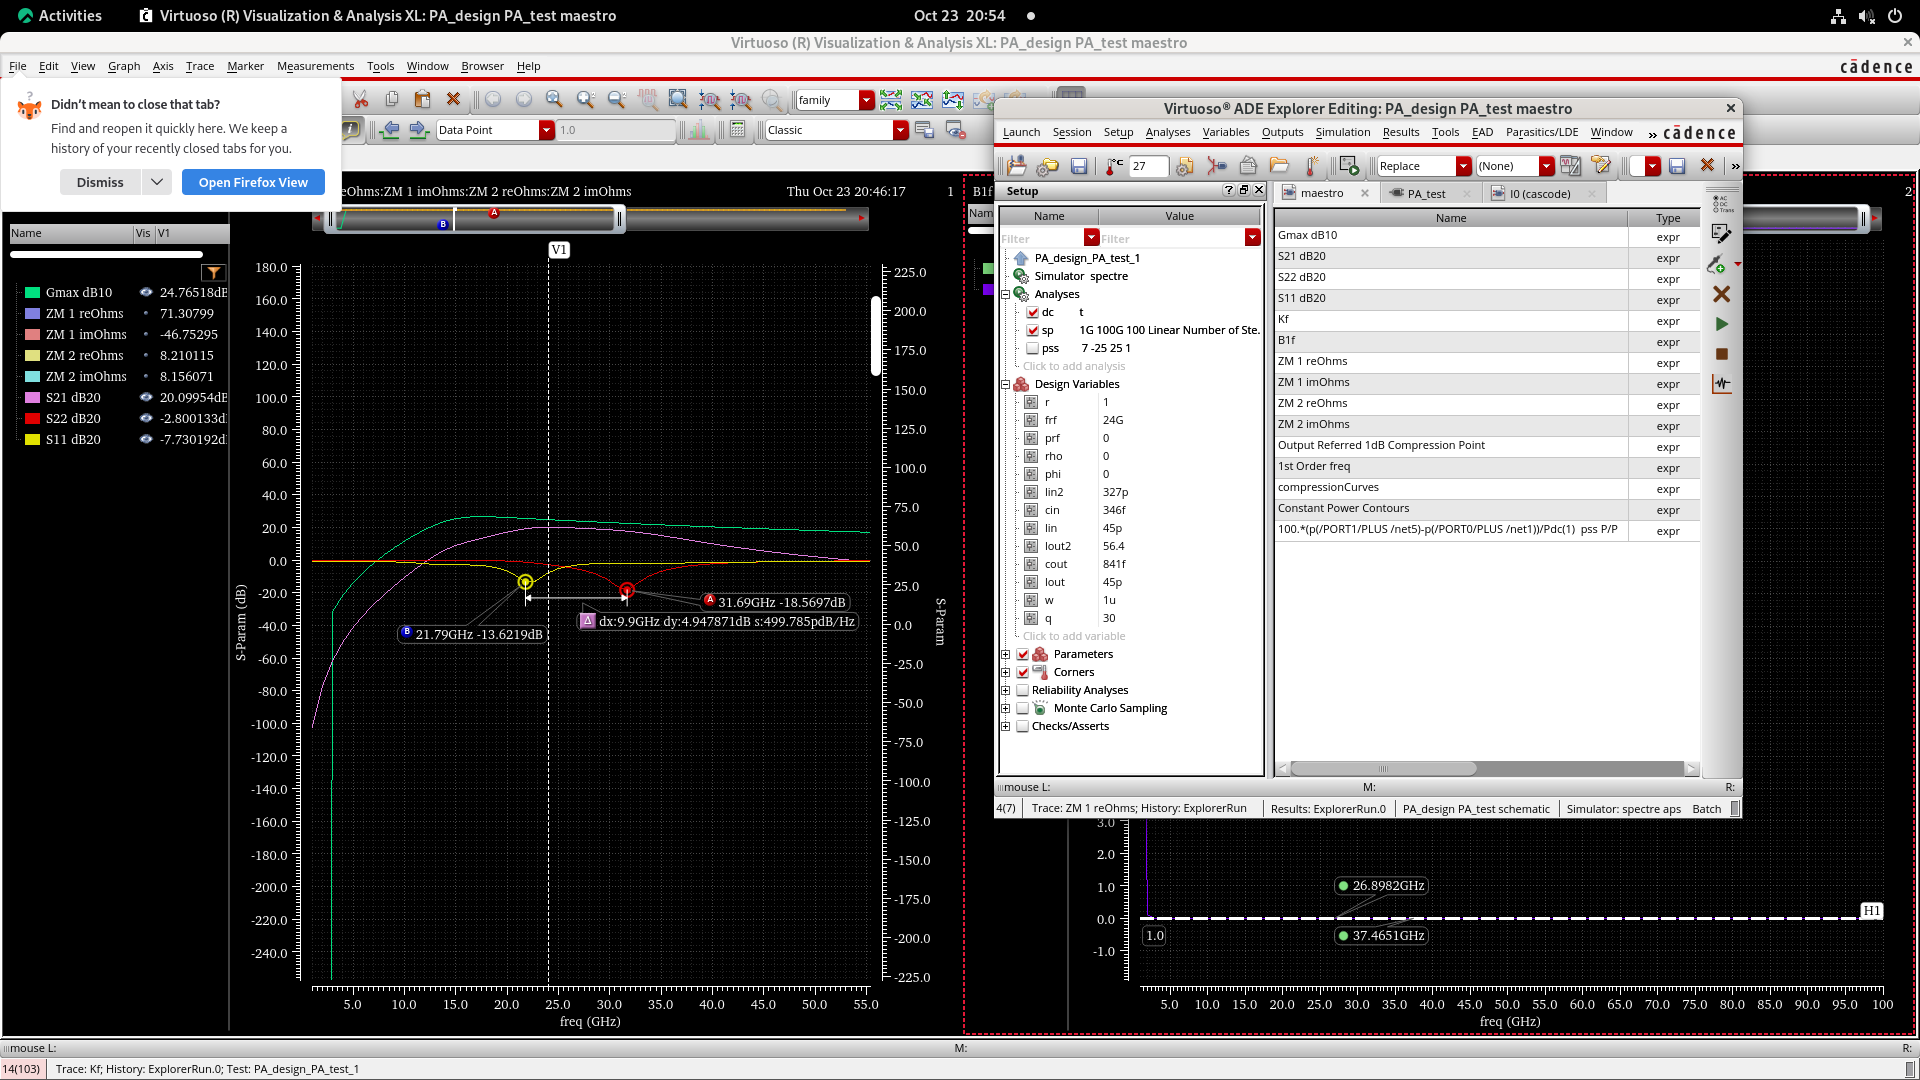 Activities
Virtuoso (R) Visualization & Analysis XL: PA_design PA_test maestro
Oct 23 20:54
Virtuoso (R) Visualization & Analysis XL: PA_design PA_test maestro
File Edit View Graph Axis Trace Marker Measurements Tools Window Browser Help
cādence
Didn't mean to close that tab?
Find and reopen it quickly here. We keep a
history of your recently closed tabs for you.
Dismiss
Open Firefox View
family
Data Point
1.0
Classic
eOhms:ZM 1 imOhms:ZM 2 reOhms:ZM 2 imOhms
Thu Oct 23 20:46:17
1
Name Vis V1
Gmax dB10 24.76518dB
ZM 1 reOhms 71.30799
ZM 1 imOhms -46.75295
ZM 2 reOhms 8.210115
ZM 2 imOhms 8.156071
S21 dB20 20.09954dB
S22 dB20 -2.800133d
S11 dB20 -7.730192d
A
B
V1
180.0
160.0
140.0
120.0
100.0
80.0
60.0
40.0
20.0
0.0
-20.0
-40.0
-60.0
-80.0
-100.0
-120.0
-140.0
-160.0
-180.0
-200.0
-220.0
-240.0
S-Param (dB)
225.0
200.0
175.0
150.0
125.0
100.0
75.0
50.0
25.0
0.0
-25.0
-50.0
-75.0
-100.0
-125.0
-150.0
-175.0
-200.0
-225.0
S-Param
A 31.69GHz -18.5697dB
Δ dx:9.9GHz dy:4.947871dB s:499.785pdB/Hz
B 21.79GHz -13.6219dB
5.0 10.0 15.0 20.0 25.0 30.0 35.0 40.0 45.0 50.0 55.0
freq (GHz)
B1f
2
Nam
Virtuoso® ADE Explorer Editing: PA_design PA_test maestro
Launch Session Setup Analyses Variables Outputs Simulation Results Tools EAD Parasitics/LDE Window »
cādence
°C 27
Replace
(None)
»
Setup
Name Value
Filter Filter
PA_design_PA_test_1
Simulator spectre
Analyses
dc t
sp 1G 100G 100 Linear Number of Ste.
pss 7 -25 25 1
Click to add analysis
Design Variables
r 1
frf 24G
prf 0
rho 0
phi 0
lin2 327p
cin 346f
lin 45p
lout2 56.4
cout 841f
lout 45p
w 1u
q 30
Click to add variable
Parameters
Corners
Reliability Analyses
Monte Carlo Sampling
Checks/Asserts
maestro
PA_test
I0 (cascode)
Name Type
Gmax dB10 expr
S21 dB20 expr
S22 dB20 expr
S11 dB20 expr
Kf expr
B1f expr
ZM 1 reOhms expr
ZM 1 imOhms expr
ZM 2 reOhms expr
ZM 2 imOhms expr
Output Referred 1dB Compression Point expr
1st Order freq expr
compressionCurves expr
Constant Power Contours expr
100.*(p(/PORT1/PLUS /net5)-p(/PORT0/PLUS /net1))/Pdc(1) pss P/P expr
AC
DC
Trans
mouse L: M: R:
4(7) Trace: ZM 1 reOhms; History: ExplorerRun Results: ExplorerRun.0 PA_design PA_test schematic Simulator: spectre aps Batch
3.0
2.0
1.0
0.0
-1.0
26.8982GHz
37.4651GHz
H1
1.0
5.0 10.0 15.0 20.0 25.0 30.0 35.0 40.0 45.0 50.0 55.0 60.0 65.0 70.0 75.0 80.0 85.0 90.0 95.0 100
freq (GHz)
mouse L: M: R:
14(103) Trace: Kf; History: ExplorerRun.0; Test: PA_design_PA_test_1